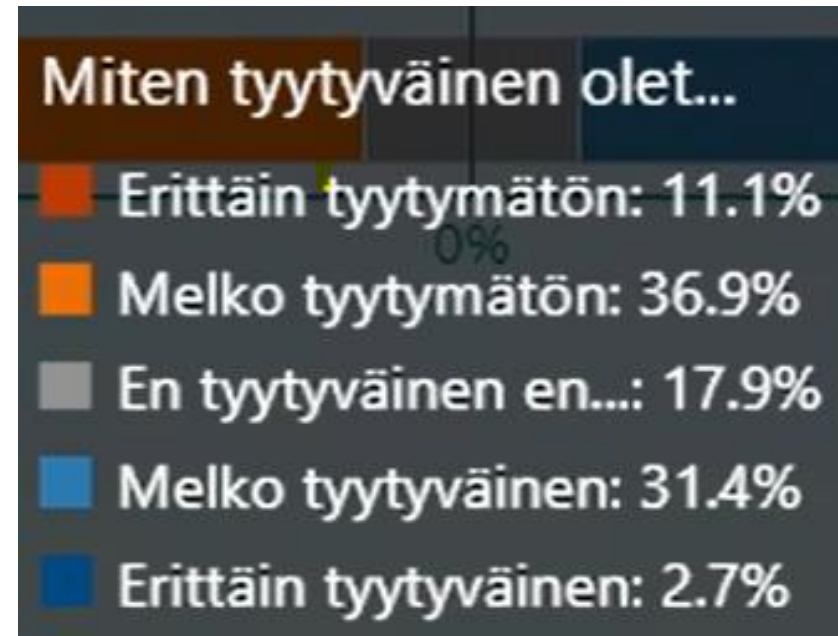 Miten tyytyväinen olet...
Erittäin tyytymätön: 11.1%
0%
Melko tyytymätön: 36.9%
En tyytyväinen en...: 17.9%
Melko tyytyväinen: 31.4%
Erittäin tyytyväinen: 2.7%